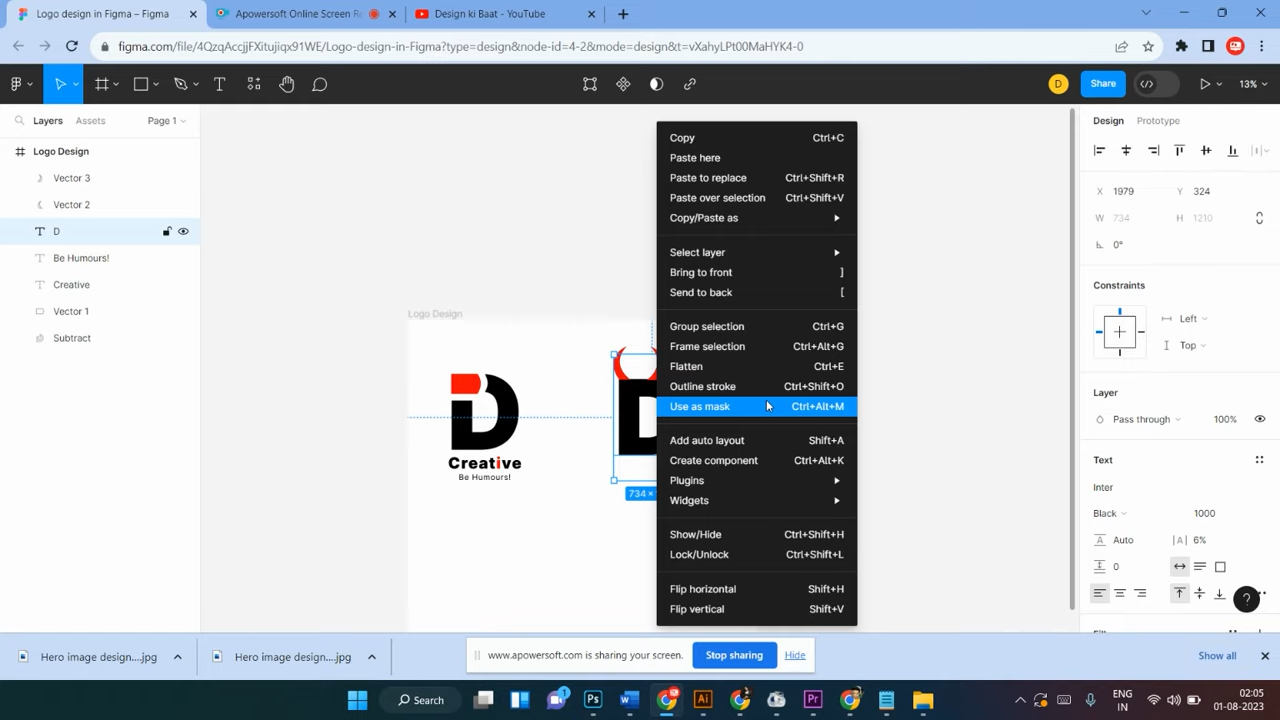 Logo design in Figma – Figma
Apowersoft Online Screen Re
Design ki Baat - YouTube
figma.com/file/4QzqAccjjFXitujiqx91WE/Logo-design-in-Figma?type=design&node-id=4-2&mode=design&t=vXahyLPt00MaHYK4-0
D
Share
13%
Layers
Assets
Page 1
Logo Design
Vector 3
Vector 2
D
Be Humours!
Creative
Vector 1
Subtract
Logo Design
D
Creative
Be Humours!
D
734 ×
Copy Ctrl+C
Paste here
Paste to replace Ctrl+Shift+R
Paste over selection Ctrl+Shift+V
Copy/Paste as
Select layer
Bring to front ]
Send to back [
Group selection Ctrl+G
Frame selection Ctrl+Alt+G
Flatten Ctrl+E
Outline stroke Ctrl+Shift+O
Use as mask Ctrl+Alt+M
Add auto layout Shift+A
Create component Ctrl+Alt+K
Plugins
Widgets
Show/Hide Ctrl+Shift+H
Lock/Unlock Ctrl+Shift+L
Flip horizontal Shift+H
Flip vertical Shift+V
Design Prototype
X 1979 Y 324
W 734 H 1210
0°
Constraints
Left
Top
Layer
Pass through 100%
Text
Inter
Black 1000
A Auto |A| 6%
0
?
Hero image design....jpg
Hero image design....jpg
www.apowersoft.com is sharing your screen.
Stop sharing
Hide
Show all
Search
1
Ps
W
Ai
Pr
ENG
IN
02:05
01-08-2023